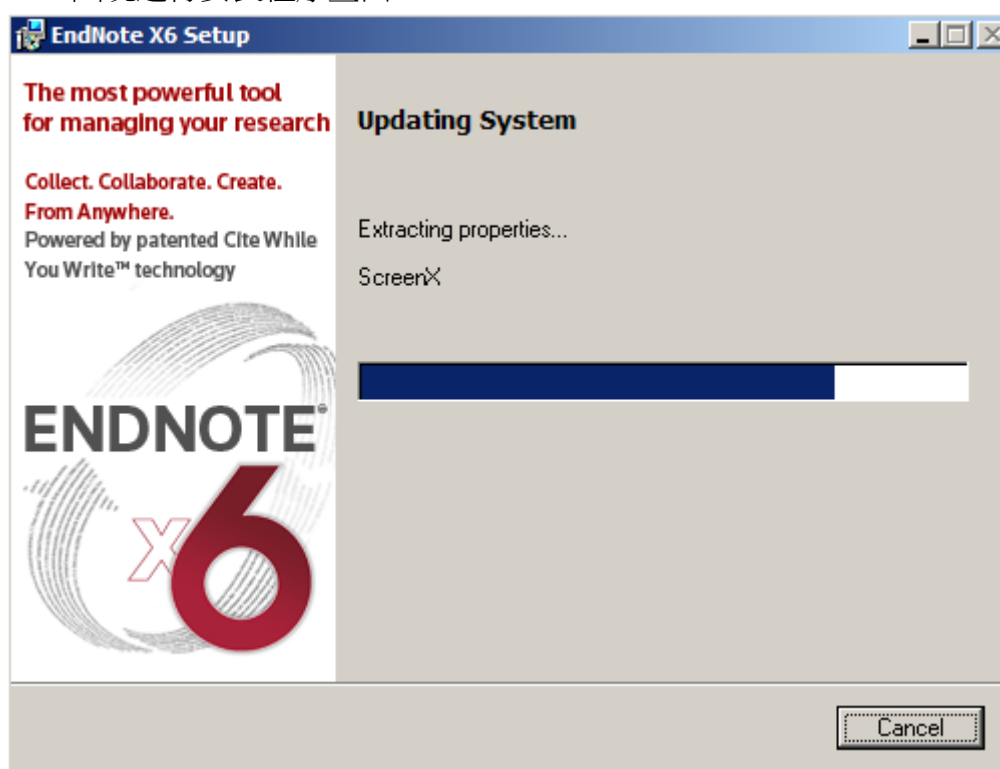 EndNote X6 Setup
The most powerful tool
for managing your research
Collect. Collaborate. Create.
From Anywhere.
Powered by patented Cite While
You Write™ technology
ENDNOTE®
x6
Updating System
Extracting properties...
ScreenX
Cancel